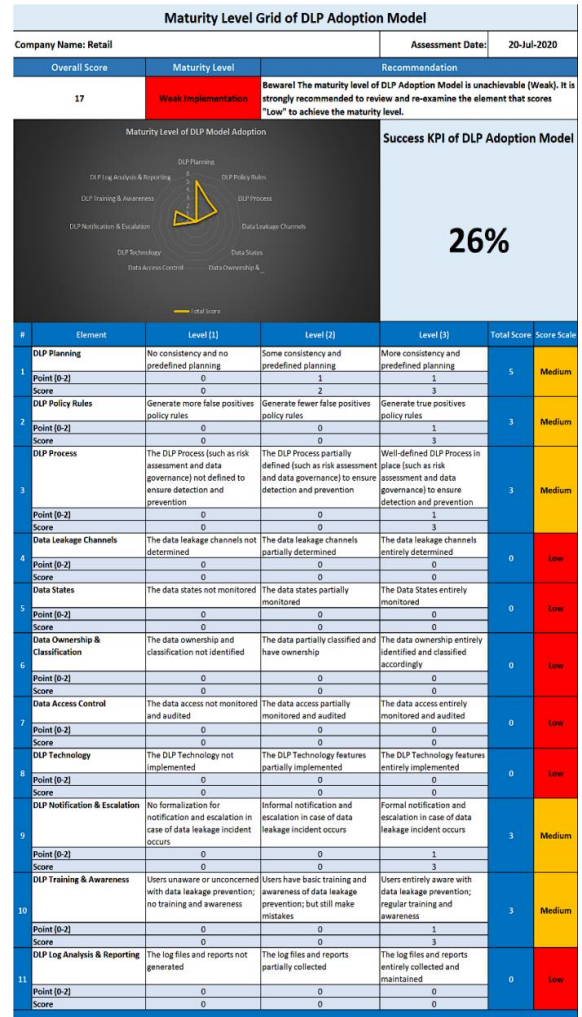 Maturity Level Grid of DLP Adoption Model
Company Name: Retail
Assessment Date:
20-Jul-2020
Overall Score
Maturity Level
Recommendation
17
Weak Implementation
Beware! The maturity level of DLP Adoption Model is unachievable (Weak). It is
strongly recommended to review and re-examine the element that scores
"Low" to achieve the maturity level.
Maturity Level of DLP Model Adoption
DLP Planning
DLP Policy Rules
DLP Process
Data Leakage Channels
Data States
Data Ownership &
Data Access Control
DLP Technology
DLP Notification & Escalation
DLP Training & Awareness
DLP Log Analysis & Reporting
Total Score
Success KPI of DLP Adoption Model
26%
# Element Level (1) Level (2) Level (3) Total Score Score Scale
1
DLP Planning
No consistency and no
predefined planning
Some consistency and
predefined planning
More consistency and
predefined planning
Point (0-2) 0 1 1
Score 0 2 3
5
Medium
2
DLP Policy Rules
Generate more false positives
policy rules
Generate fewer false positives
policy rules
Generate true positives
policy rules
Point (0-2) 0 0 1
Score 0 0 3
3
Medium
3
DLP Process
The DLP Process (such as risk
assessment and data
governance) not defined to
ensure detection and
prevention
The DLP Process partially
defined (such as risk assessment
and data governance) to ensure
detection and prevention
Well-defined DLP Process in
place (such as risk
assessment and data
governance) to ensure
detection and prevention
Point (0-2) 0 0 1
Score 0 0 3
3
Medium
4
Data Leakage Channels
The data leakage channels not
determined
The data leakage channels
partially determined
The data leakage channels
entirely determined
Point (0-2) 0 0 0
Score 0 0 0
0
Low
5
Data States
The data states not monitored
The data states partially
monitored
The Data States entirely
monitored
Point (0-2) 0 0 0
Score 0 0 0
0
Low
6
Data Ownership &
Classification
The data ownership and
classification not identified
The data partially classified and
have ownership
The data ownership entirely
identified and classified
accordingly
Point (0-2) 0 0 0
Score 0 0 0
0
Low
7
Data Access Control
The data access not monitored
and audited
The data access partially
monitored and audited
The data access entirely
monitored and audited
Point (0-2) 0 0 0
Score 0 0 0
0
Low
8
DLP Technology
The DLP Technology not
implemented
The DLP Technology features
partially implemented
The DLP Technology features
entirely implemented
Point (0-2) 0 0 0
Score 0 0 0
0
Low
9
DLP Notification & Escalation
No formalization for
notification and escalation in
case of data leakage incident
occurs
Informal notification and
escalation in case of data
leakage incident occurs
Formal notification and
escalation in case of data
leakage incident occurs
Point (0-2) 0 0 1
Score 0 0 3
3
Medium
10
DLP Training & Awareness
Users unaware or unconcerned
with data leakage prevention;
no training and awareness
Users have basic training and
awareness of data leakage
prevention; but still make
mistakes
Users entirely aware with
data leakage prevention;
regular training and
awareness
Point (0-2) 0 0 1
Score 0 0 3
3
Medium
11
DLP Log Analysis & Reporting
The log files and reports not
generated
The log files and reports
partially collected
The log files and reports
entirely collected and
maintained
Point (0-2) 0 0 0
Score 0 0 0
0
Low